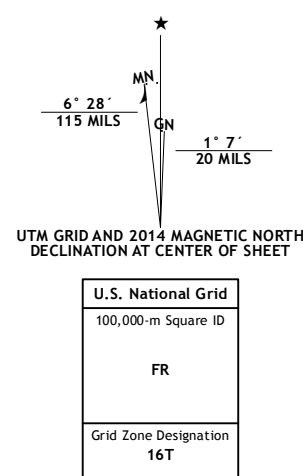 ★
MN
6° 28´
115 MILS
GN
1° 7´
20 MILS
UTM GRID AND 2014 MAGNETIC NORTH
DECLINATION AT CENTER OF SHEET
U.S. National Grid
100,000-m Square ID
FR
Grid Zone Designation
16T